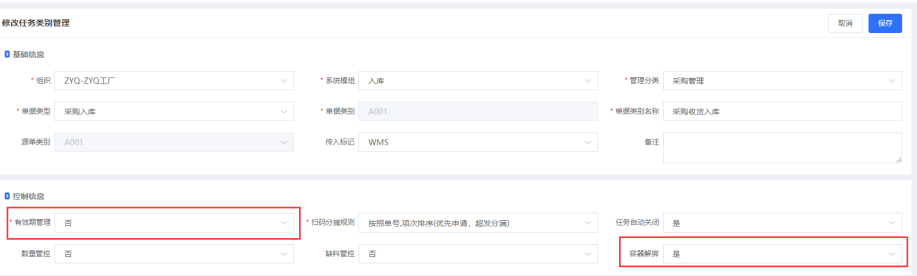 修改任务类别管理 取消 保存
基础信息
* 组织 ZYQ-ZYQ工厂 * 系统模组 入库 * 管理分类 采购管理
* 单据类型 采购入库 * 单据类别 A001 * 单据类别名称 采购收货入库
源单类别 A001 传入标记 WMS 备注
控制信息
* 有效期管理 否 * 扫码分摊规则 按照单号,项次排序(优先申请，超发分满) 任务自动关闭 是
数量管控 否 缺料管控 否 容器解绑 是